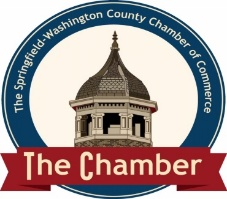 The Springfield-Washington County Chamber of Commerce
The Chamber